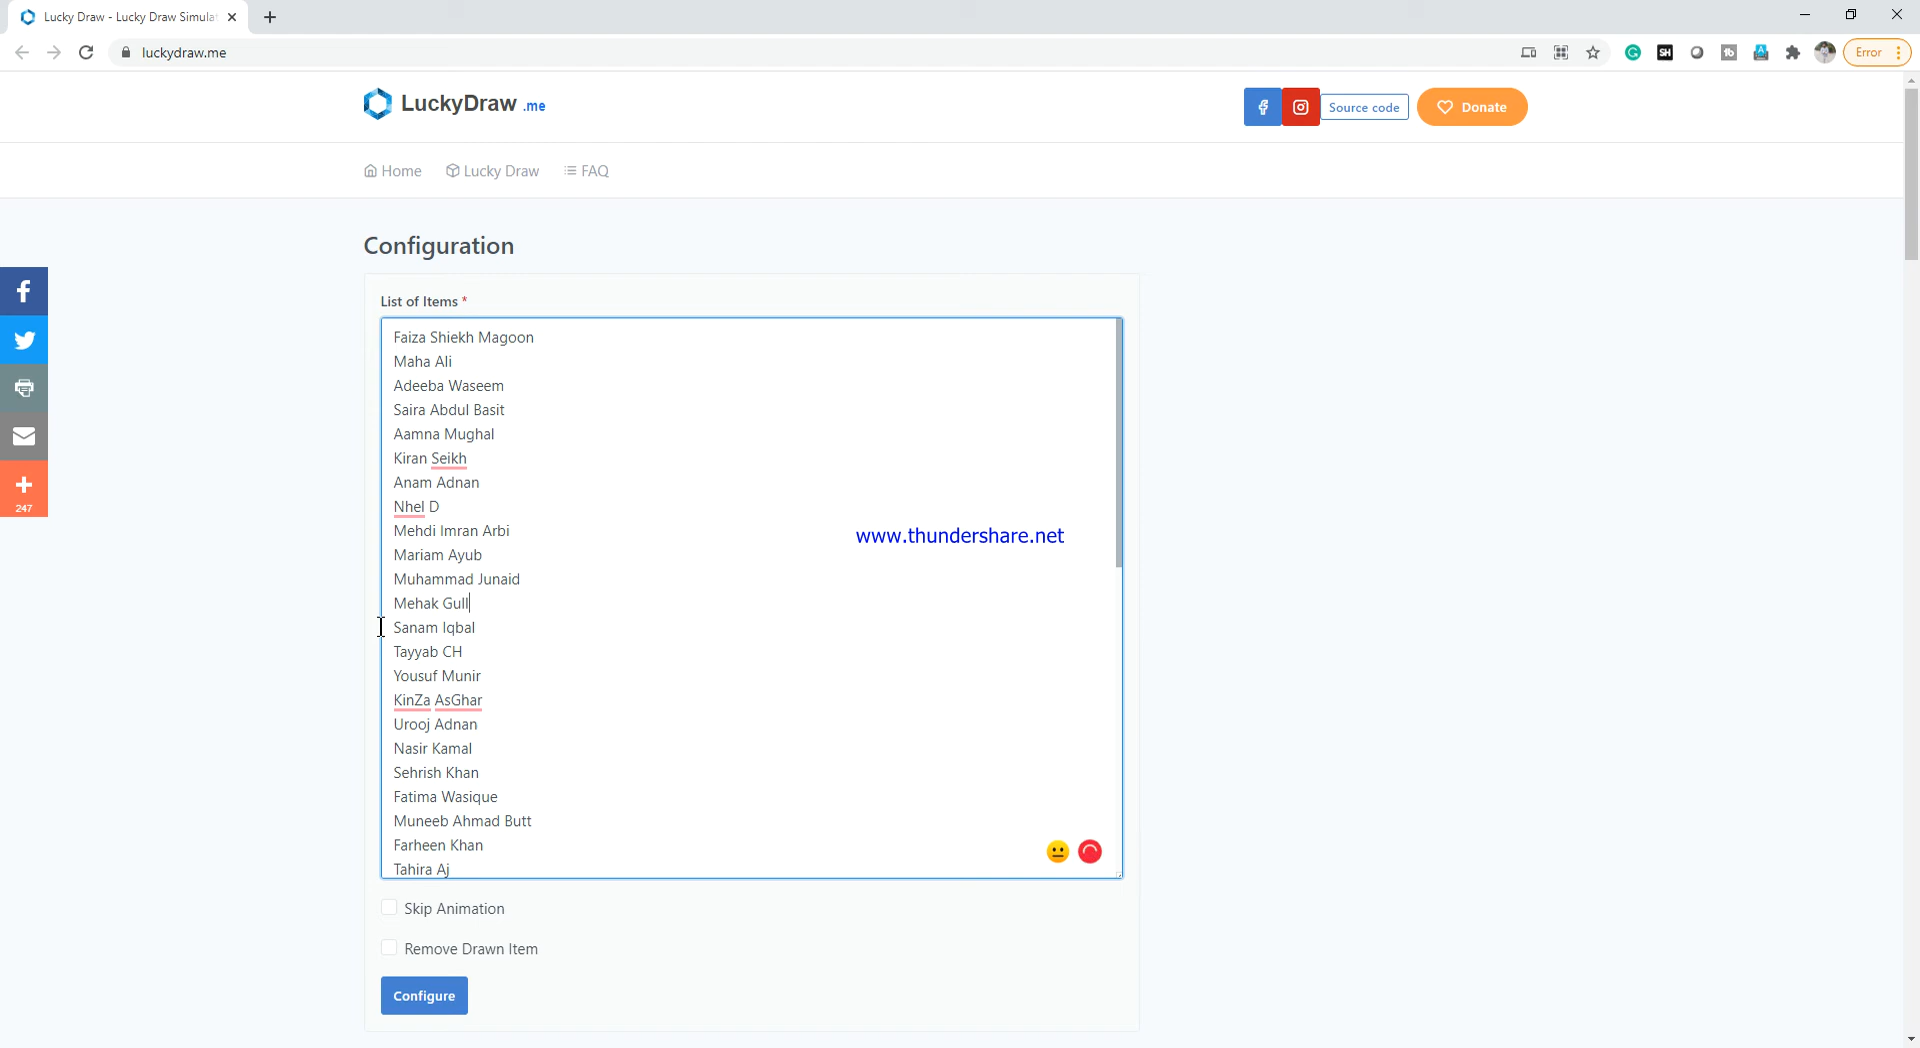 Lucky Draw - Lucky Draw Simulat
luckydraw.me
SH
Error
LuckyDraw .me
Source code
Donate
Home
Lucky Draw
FAQ
Configuration
List of Items *
Faiza Shiekh Magoon
Maha Ali
Adeeba Waseem
Saira Abdul Basit
Aamna Mughal
Kiran Seikh
Anam Adnan
Nhel D
Mehdi Imran Arbi
www.thundershare.net
Mariam Ayub
Muhammad Junaid
Mehak Gull
Sanam Iqbal
Tayyab CH
Yousuf Munir
KinZa AsGhar
Urooj Adnan
Nasir Kamal
Sehrish Khan
Fatima Wasique
Muneeb Ahmad Butt
Farheen Khan
Tahira Aj
247
Skip Animation
Remove Drawn Item
Configure